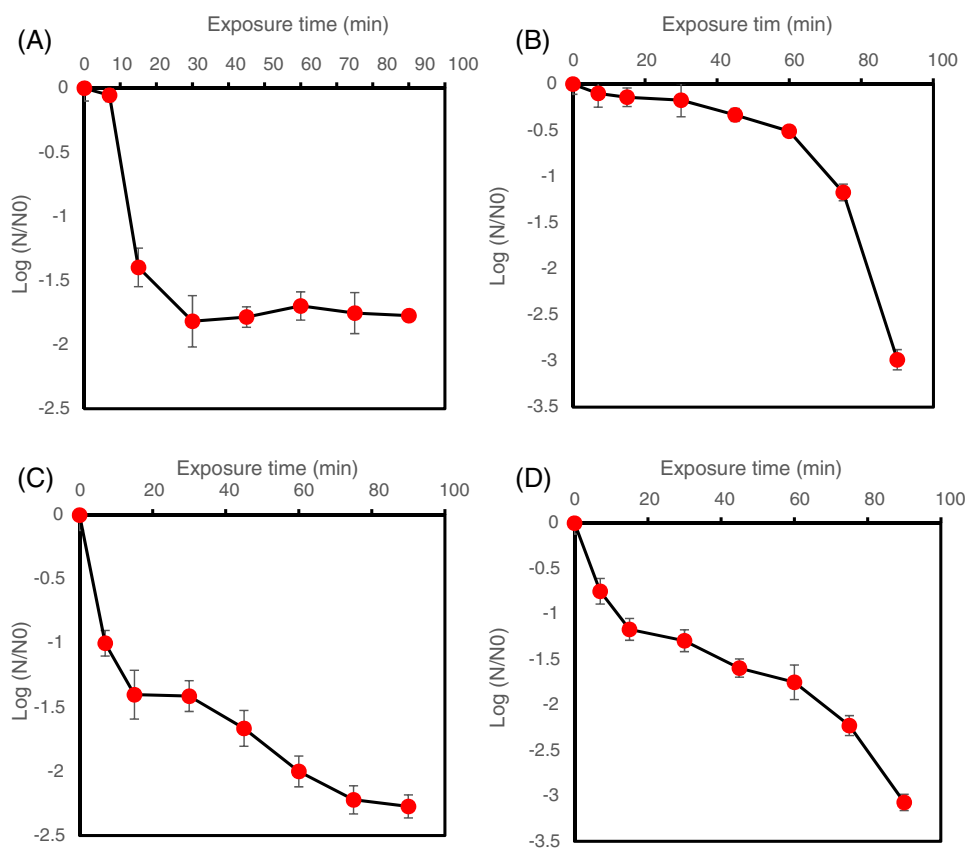 (A)
Exposure time (min)
0 10 20 30 40 50 60 70 80 90 100
0
-0.5
-1
-1.5
-2
-2.5
Log (N/N0)
(B)
Exposure tim (min)
0 20 40 60 80 100
0
-0.5
-1
-1.5
-2
-2.5
-3
-3.5
Log (N/N0)
(C)
Exposure time (min)
0 20 40 60 80 100
0
-0.5
-1
-1.5
-2
-2.5
Log (N/N0)
(D)
Exposure time (min)
0 20 40 60 80 100
0
-0.5
-1
-1.5
-2
-2.5
-3
-3.5
Log (N/N0)